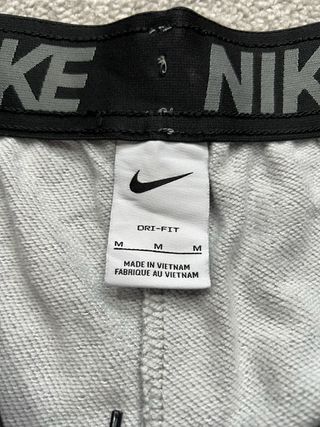 KE NIK
DRI-FIT
M M M
MADE IN VIETNAM
FABRIQUÉ AU VIETNAM